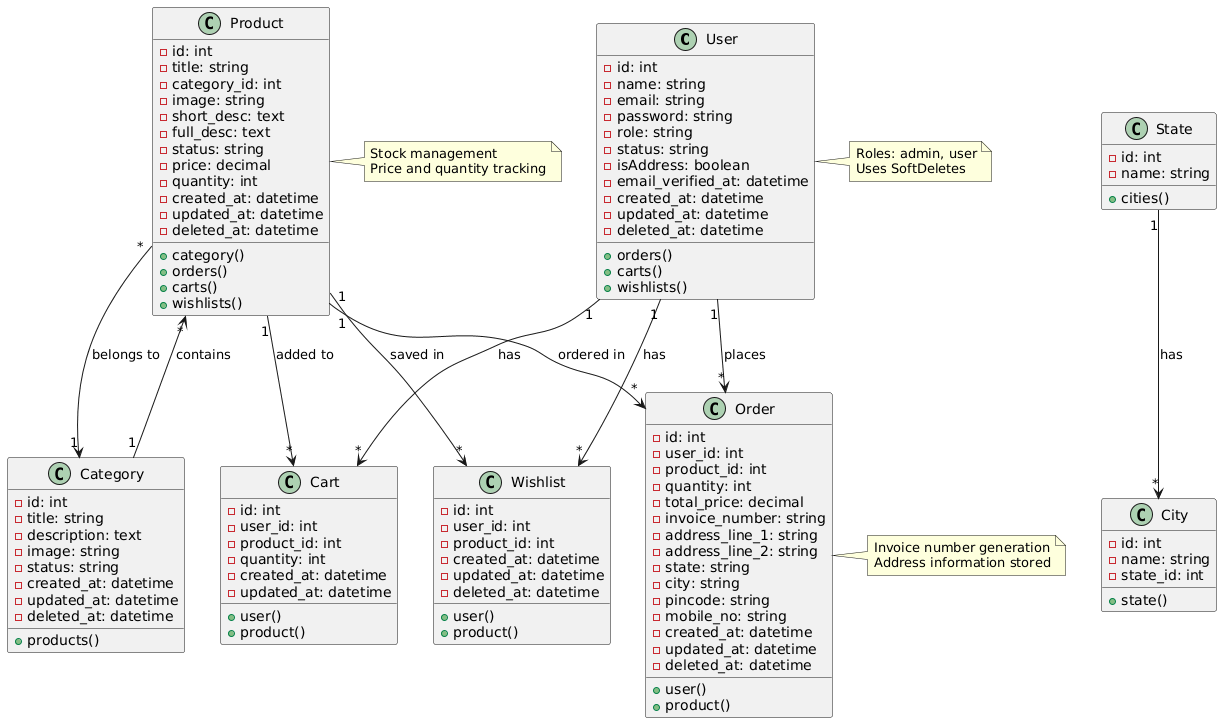 C Product
id: int
title: string
category_id: int
image: string
short_desc: text
full_desc: text
status: string
price: decimal
quantity: int
created_at: datetime
updated_at: datetime
deleted_at: datetime
category()
orders()
carts()
wishlists()
Stock management
Price and quantity tracking
C User
id: int
name: string
email: string
password: string
role: string
status: string
isAddress: boolean
email_verified_at: datetime
created_at: datetime
updated_at: datetime
deleted_at: datetime
orders()
carts()
wishlists()
Roles: admin, user
Uses SoftDeletes
C State
id: int
name: string
cities()
* belongs to 1
1 contains *
1 added to *
1 saved in *
1 ordered in *
1 has *
1 has *
1 places *
1 has *
C Category
id: int
title: string
description: text
image: string
status: string
created_at: datetime
updated_at: datetime
deleted_at: datetime
products()
C Cart
id: int
user_id: int
product_id: int
quantity: int
created_at: datetime
updated_at: datetime
user()
product()
C Wishlist
id: int
user_id: int
product_id: int
created_at: datetime
updated_at: datetime
deleted_at: datetime
user()
product()
C Order
id: int
user_id: int
product_id: int
quantity: int
total_price: decimal
invoice_number: string
address_line_1: string
address_line_2: string
state: string
city: string
pincode: string
mobile_no: string
created_at: datetime
updated_at: datetime
deleted_at: datetime
user()
product()
Invoice number generation
Address information stored
C City
id: int
name: string
state_id: int
state()